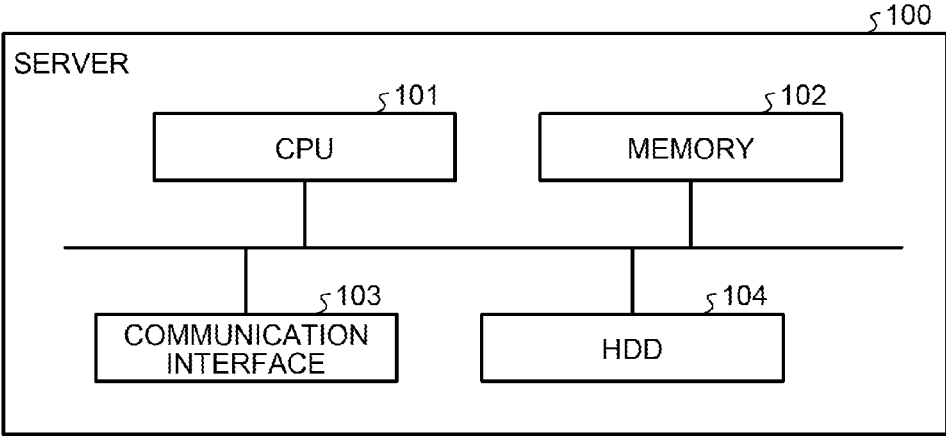 100
SERVER
101
102
CPU
MEMORY
103
104
COMMUNICATION
INTERFACE
HDD